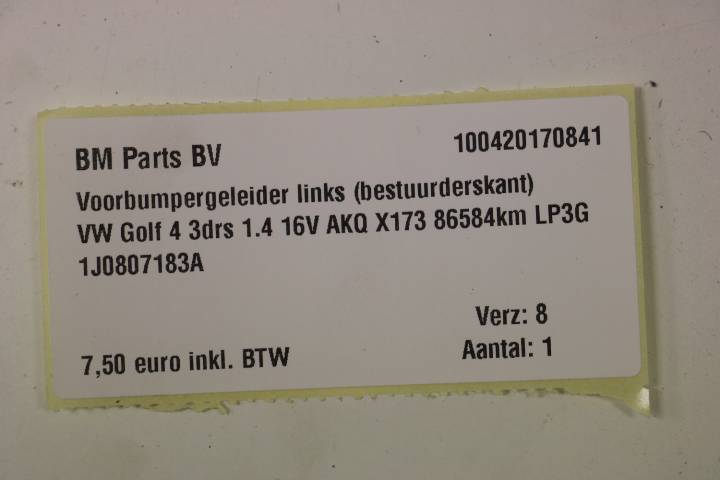 BM Parts BV 100420170841
Voorbumpergeleider links (bestuurderskant)
VW Golf 4 3drs 1.4 16V AKQ X173 86584km LP3G
1J0807183A
Verz: 8
7,50 euro inkl. BTW Aantal: 1